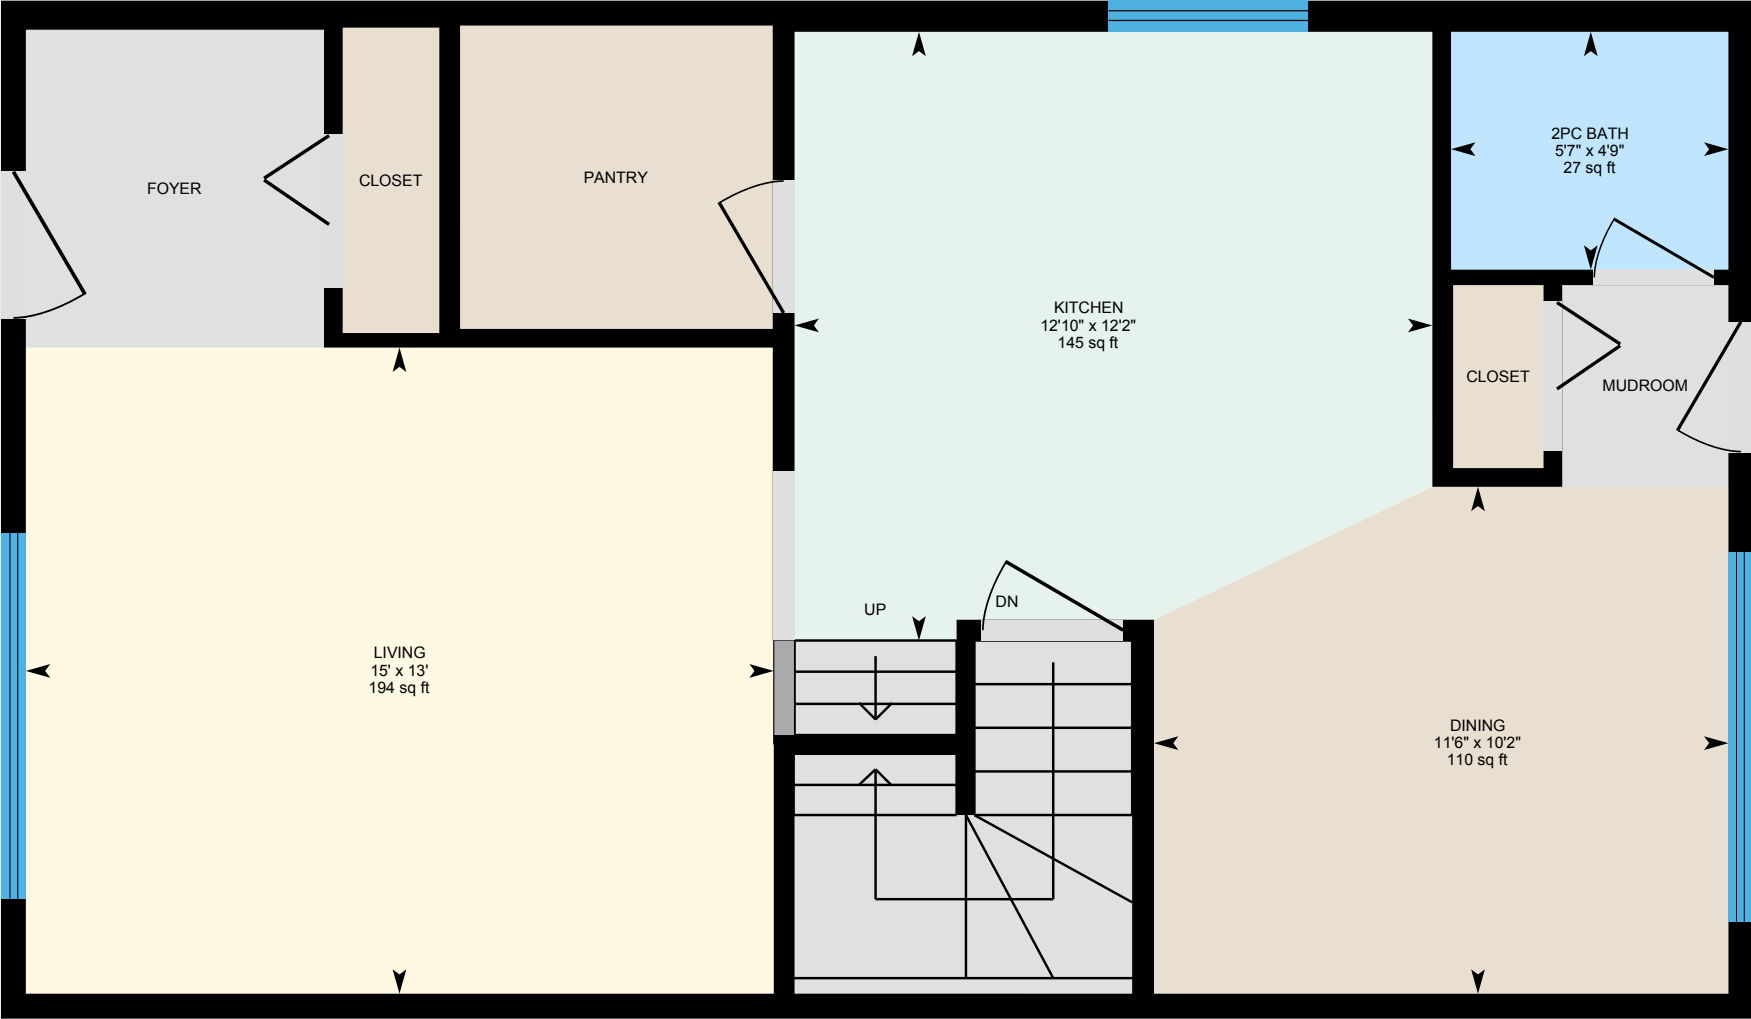 FOYER
CLOSET
PANTRY
2PC BATH
5'7" x 4'9"
27 sq ft
KITCHEN
12'10" x 12'2"
145 sq ft
CLOSET
MUDROOM
UP
DN
LIVING
15' x 13'
194 sq ft
DINING
11'6" x 10'2"
110 sq ft